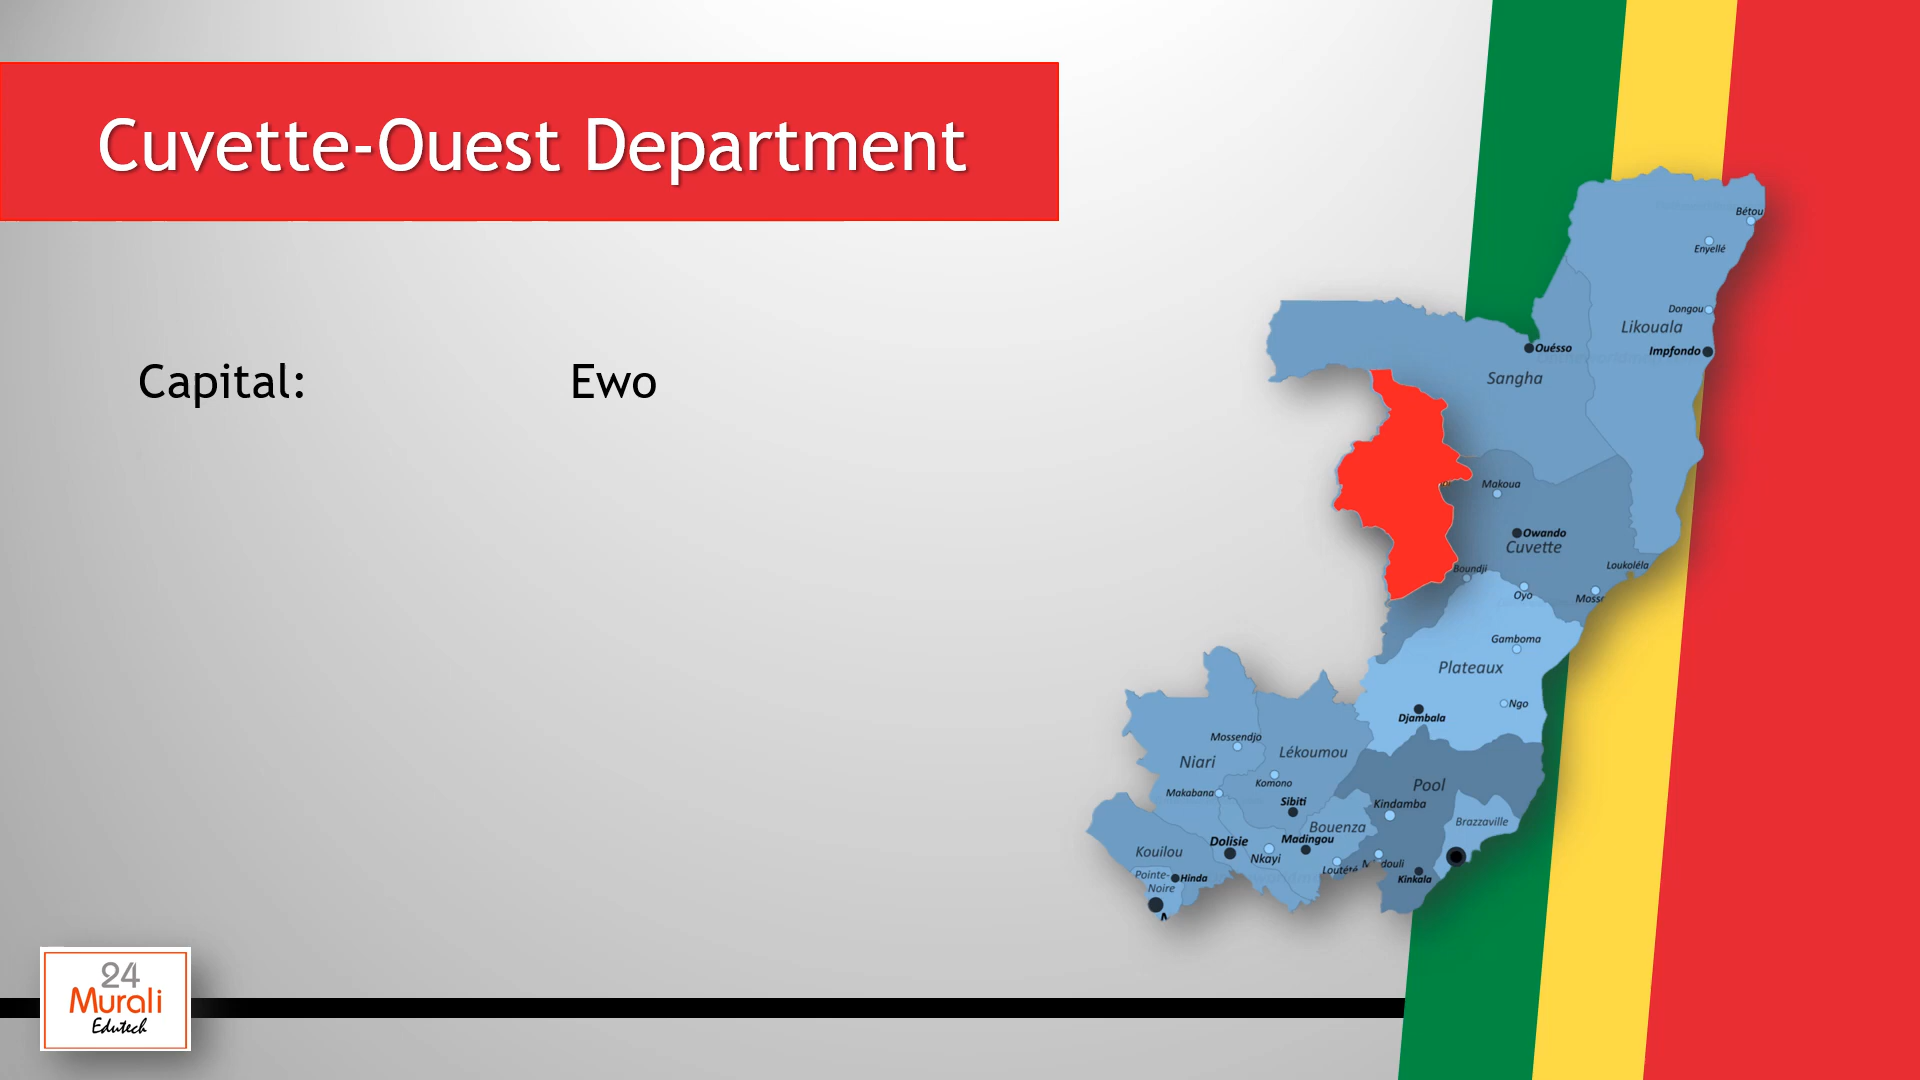 Cuvette-Ouest Department
Capital: Ewo
Bétou
Enyellé
Dongou
Likouala
Impfondo
Ouésso
Sangha
Makoua
Owando
Cuvette
Boundji
Loukoléla
Oyo
Gamboma
Plateaux
Ngo
Djambala
Mossendjo
Lékoumou
Niari
Komono
Makabana
Sibiti
Pool
Kindamba
Bouenza
Brazzaville
Dolisie
Madingou
Nkayi
Kouilou
Loutété
Kinkala
Pointe-
Noire
Hinda
24
Murali
Edutech